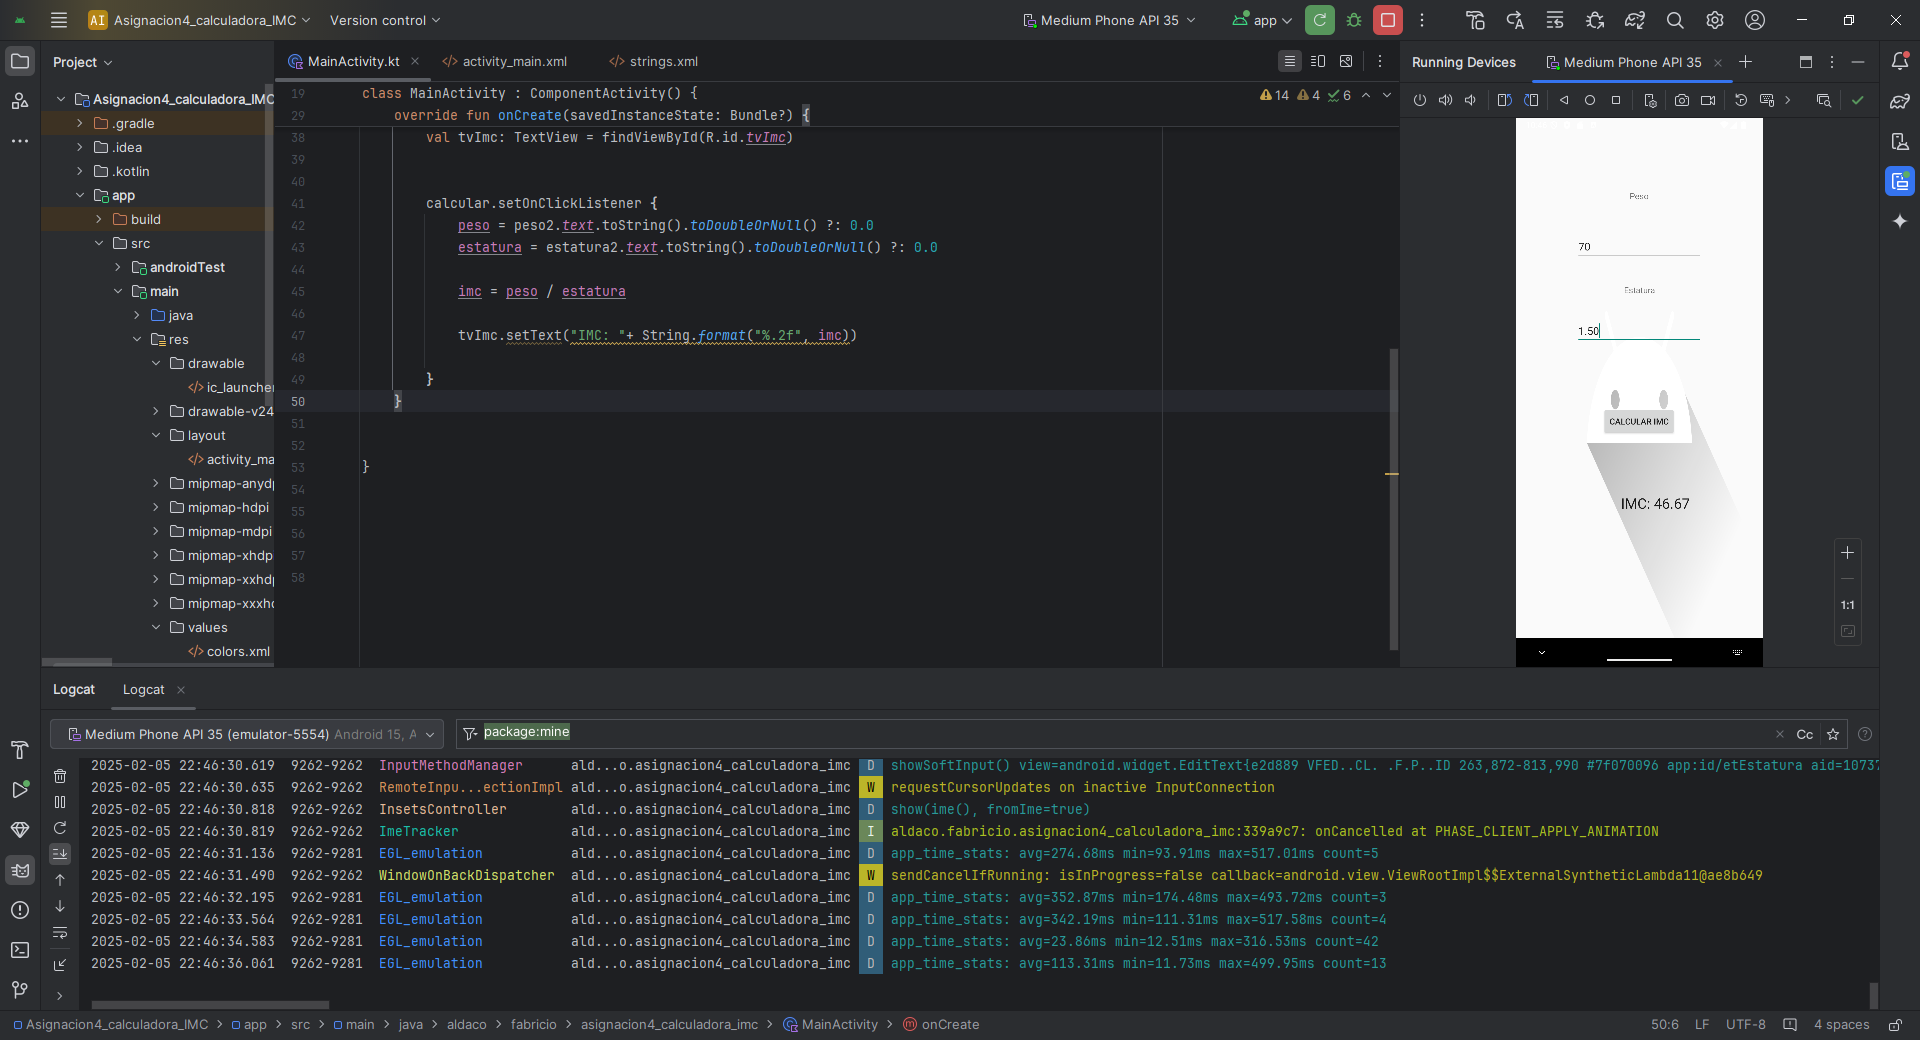 AI Asignacion4_calculadora_IMC Version control Medium Phone API 35 app
Project
MainActivity.kt activity_main.xml strings.xml
Running Devices Medium Phone API 35
Asignacion4_calculadora_IMC
.gradle
.idea
.kotlin
app
build
src
androidTest
main
java
res
drawable
ic_launche
drawable-v24
layout
activity_ma
mipmap-anyd
mipmap-hdpi
mipmap-mdpi
mipmap-xhdp
mipmap-xxhd
mipmap-xxxh
values
colors.xml
14 4 6
19 class MainActivity : ComponentActivity() {
29 override fun onCreate(savedInstanceState: Bundle?) {
38 val tvImc: TextView = findViewById(R.id.tvImc)
39
40
41 calcular.setOnClickListener {
42 peso = peso2.text.toString().toDoubleOrNull() ?: 0.0
43 estatura = estatura2.text.toString().toDoubleOrNull() ?: 0.0
44
45 imc = peso / estatura
46
47 tvImc.setText("IMC: "+ String.format("%.2f", imc))
48
49 }
50 }
51
52
53 }
54
55
56
57
58
Peso
70
Estatura
1.50
CALCULAR IMC
IMC: 46.67
1:1
Logcat Logcat
Medium Phone API 35 (emulator-5554) Android 15, A package:mine Cc
2025-02-05 22:46:30.619 9262-9262 InputMethodManager ald...o.asignacion4_calculadora_imc D showSoftInput() view=android.widget.EditText{e2d889 VFED..CL. .F.P..ID 263,872-813,990 #7f070096 app:id/etEstatura aid=10737
2025-02-05 22:46:30.635 9262-9262 RemoteInpu...ectionImpl ald...o.asignacion4_calculadora_imc W requestCursorUpdates on inactive InputConnection
2025-02-05 22:46:30.818 9262-9262 InsetsController ald...o.asignacion4_calculadora_imc D show(ime(), fromIme=true)
2025-02-05 22:46:30.819 9262-9262 ImeTracker ald...o.asignacion4_calculadora_imc I aldaco.fabricio.asignacion4_calculadora_imc:339a9c7: onCancelled at PHASE_CLIENT_APPLY_ANIMATION
2025-02-05 22:46:31.136 9262-9281 EGL_emulation ald...o.asignacion4_calculadora_imc D app_time_stats: avg=274.68ms min=93.91ms max=517.01ms count=5
2025-02-05 22:46:31.490 9262-9262 WindowOnBackDispatcher ald...o.asignacion4_calculadora_imc W sendCancelIfRunning: isInProgress=false callback=android.view.ViewRootImpl$$ExternalSyntheticLambda11@ae8b649
2025-02-05 22:46:32.195 9262-9281 EGL_emulation ald...o.asignacion4_calculadora_imc D app_time_stats: avg=352.87ms min=174.48ms max=493.72ms count=3
2025-02-05 22:46:33.564 9262-9281 EGL_emulation ald...o.asignacion4_calculadora_imc D app_time_stats: avg=342.19ms min=111.31ms max=517.58ms count=4
2025-02-05 22:46:34.583 9262-9281 EGL_emulation ald...o.asignacion4_calculadora_imc D app_time_stats: avg=23.86ms min=12.51ms max=316.53ms count=42
2025-02-05 22:46:36.061 9262-9281 EGL_emulation ald...o.asignacion4_calculadora_imc D app_time_stats: avg=113.31ms min=11.73ms max=499.95ms count=13
Asignacion4_calculadora_IMC app src main java aldaco fabricio asignacion4_calculadora_imc MainActivity onCreate 50:6 LF UTF-8 4 spaces